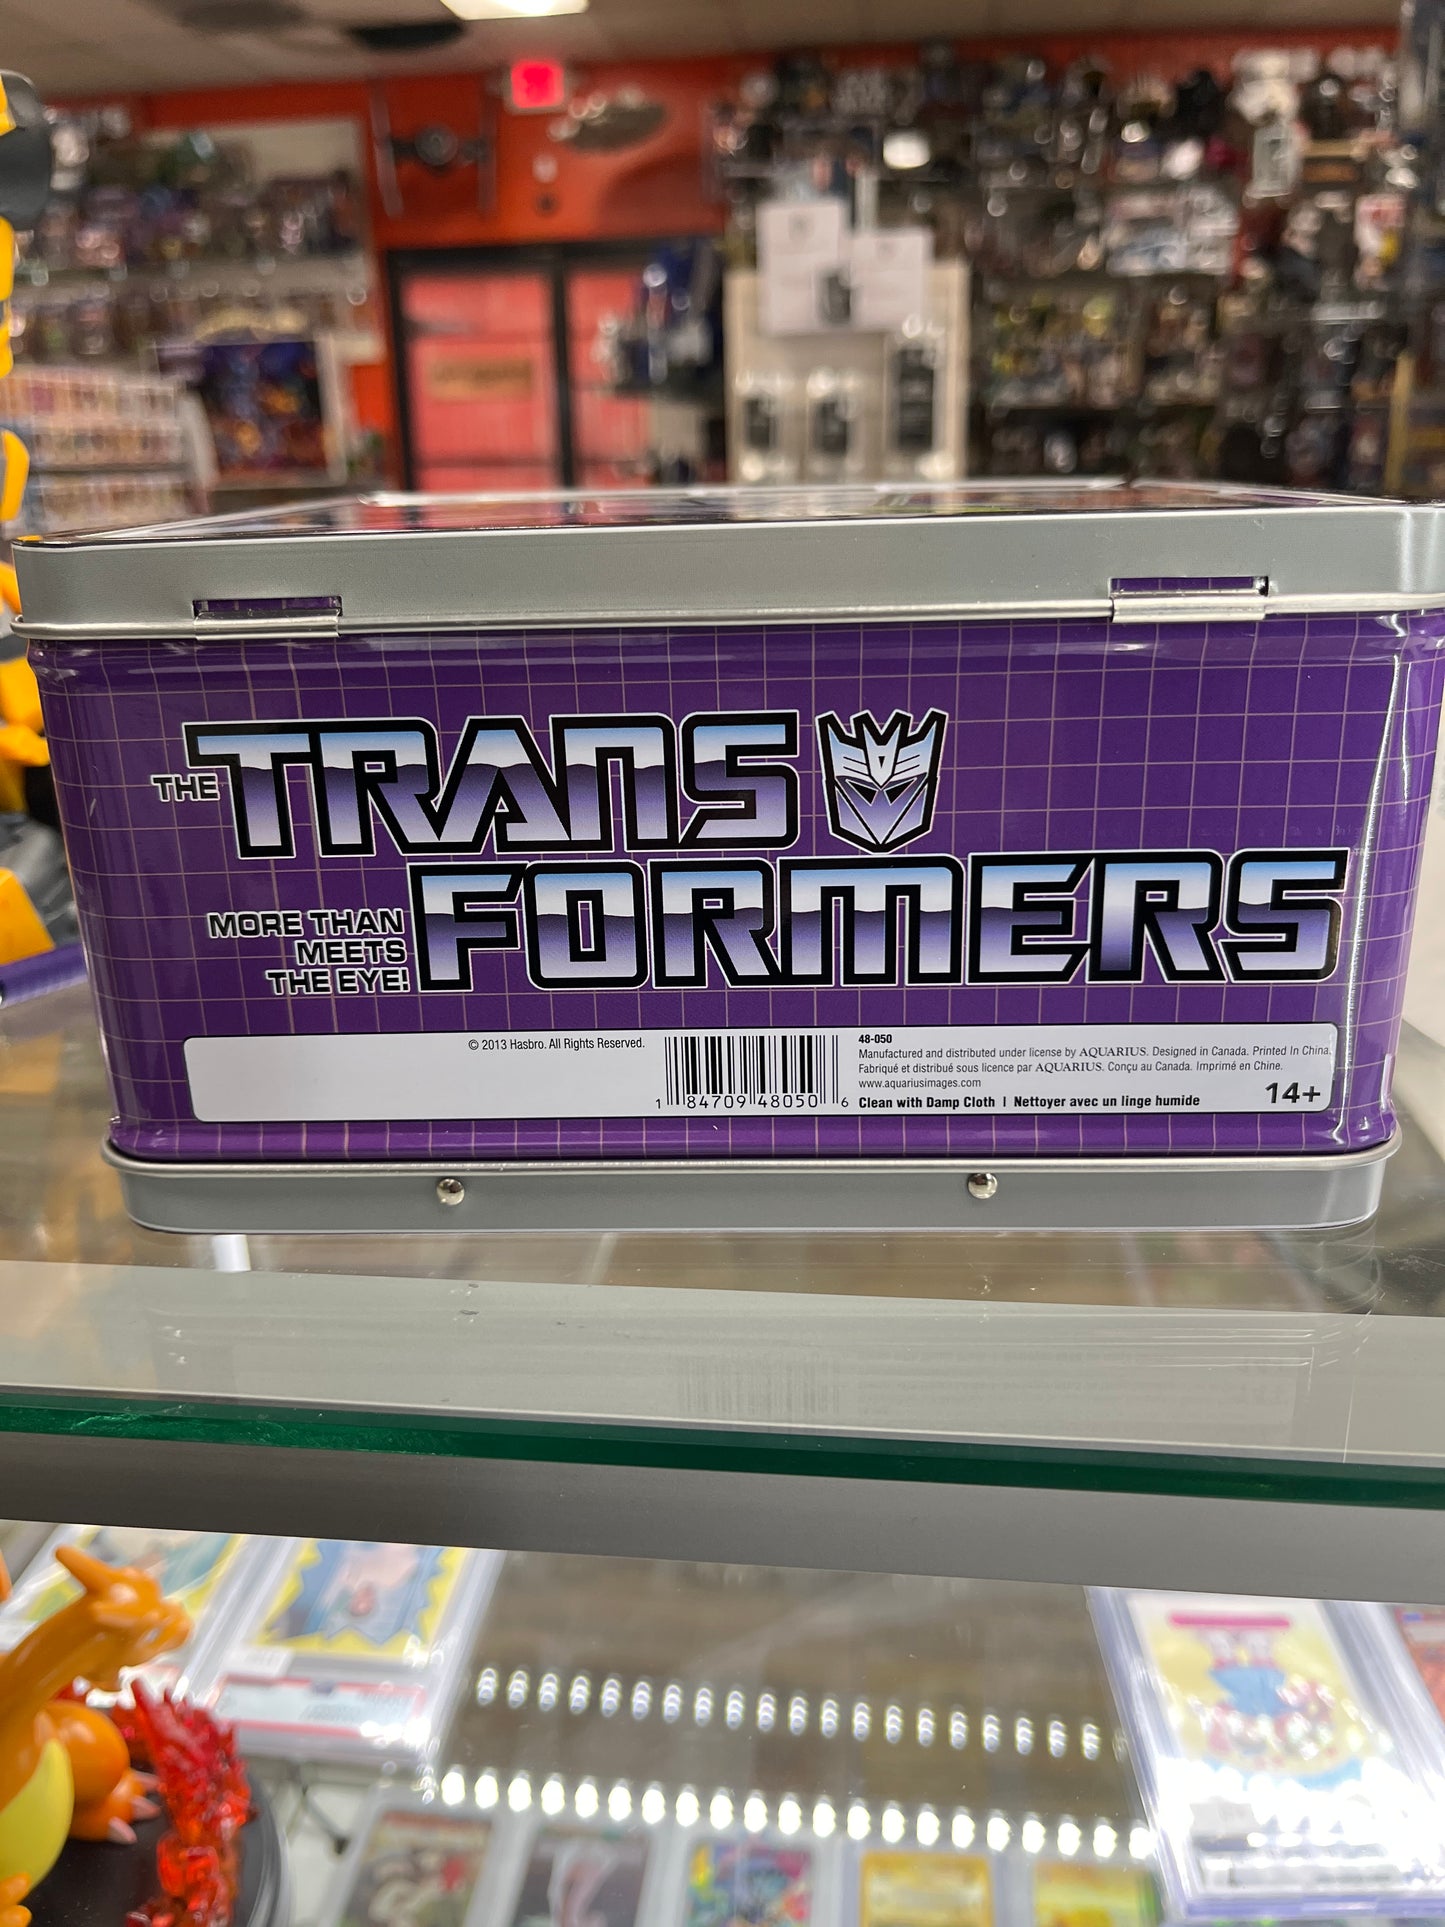 THE TRANSFORMERS
MORE THAN
MEETS
THE EYE!
© 2013 Hasbro. All Rights Reserved.
1 84709 48050 6
48-050
Manufactured and distributed under license by AQUARIUS. Designed in Canada. Printed In China.
Fabriqué et distribué sous licence par AQUARIUS. Conçu au Canada. Imprimé en Chine.
www.aquariusimages.com
Clean with Damp Cloth | Nettoyer avec un linge humide
14+